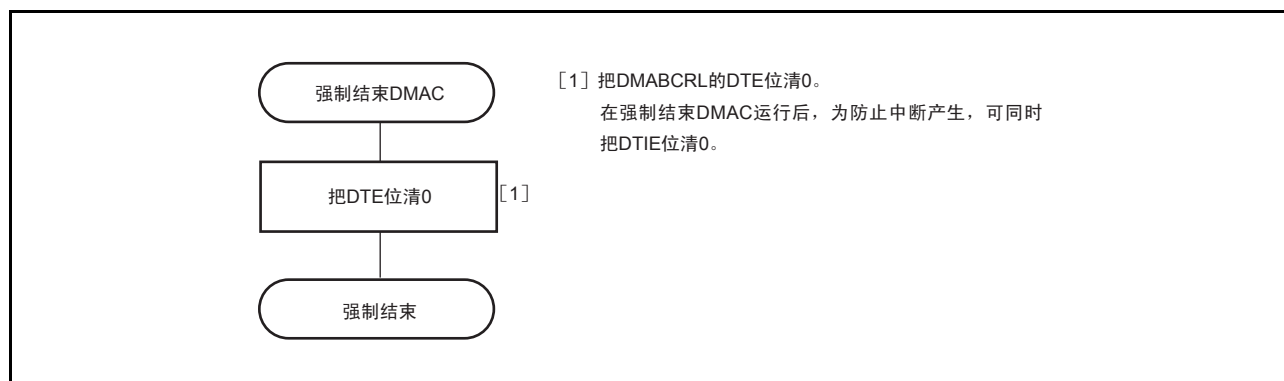 强制结束DMAC
把DTE位清0
[1]
强制结束
[1] 把DMABCRL的DTE位清0。
在强制结束DMAC运行后，为防止中断产生，可同时
把DTIE位清0。